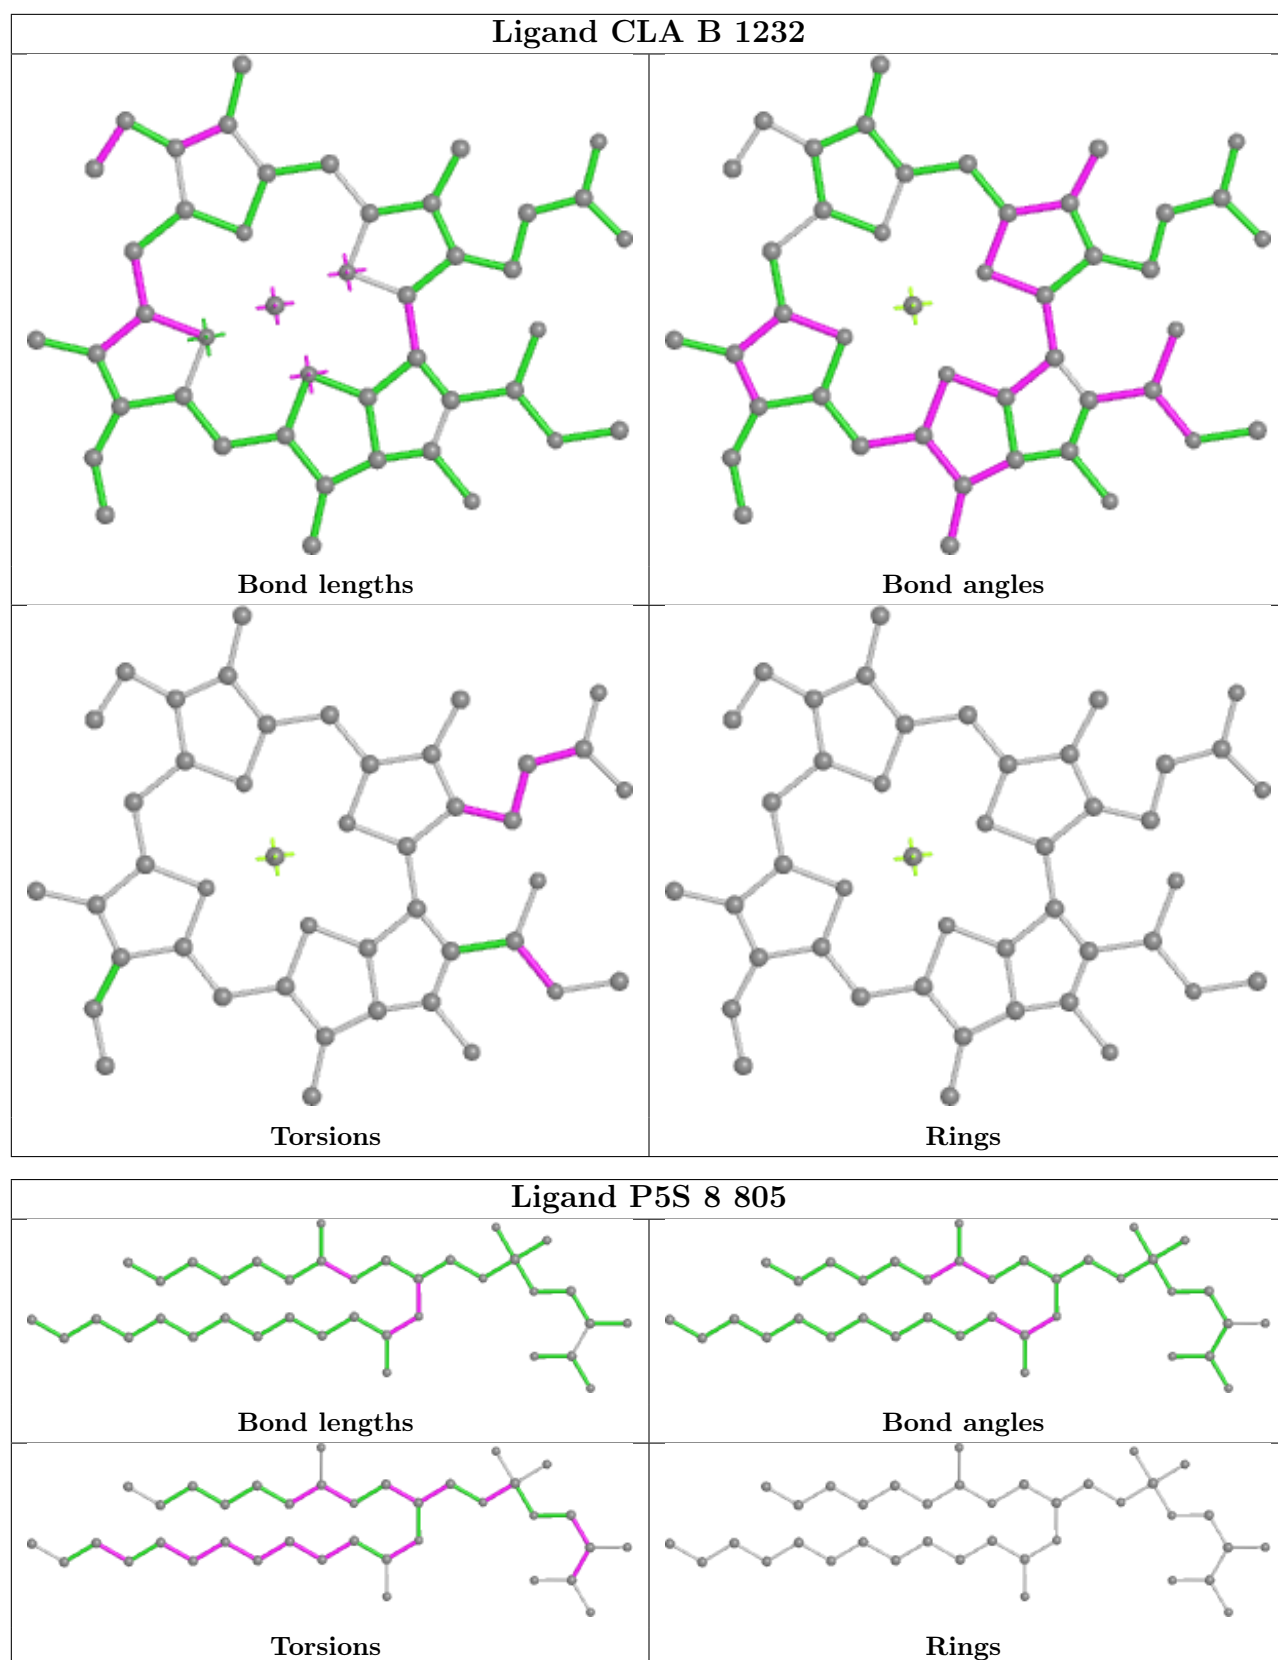 Ligand CLA B 1232
Bond lengths
Bond angles
Torsions
Rings
Ligand P5S 8 805
Bond lengths
Bond angles
Torsions
Rings